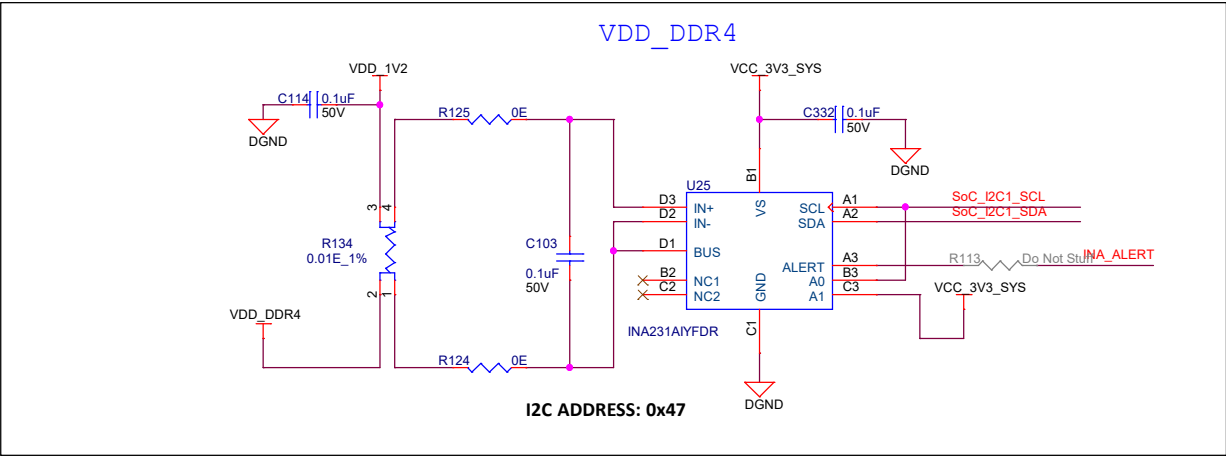 VDD_DDR4
VDD_1V2
VCC_3V3_SYS
C114
0.1uF
50V
DGND
R125
0E
C332
0.1uF
50V
DGND
B1
U25
D3
IN+
VS
SCL
A1
SoC_I2C1_SCL
D2
IN-
SDA
A2
SoC_I2C1_SDA
3
4
R134
0.01E_1%
C103
0.1uF
50V
D1
BUS
ALERT
A3
R113
Do Not Stuff
INA_ALERT
B2
NC1
GND
A0
B3
C2
NC2
A1
C3
VCC_3V3_SYS
2
1
VDD_DDR4
INA231AIYFDR
C1
R124
0E
DGND
I2C ADDRESS: 0x47